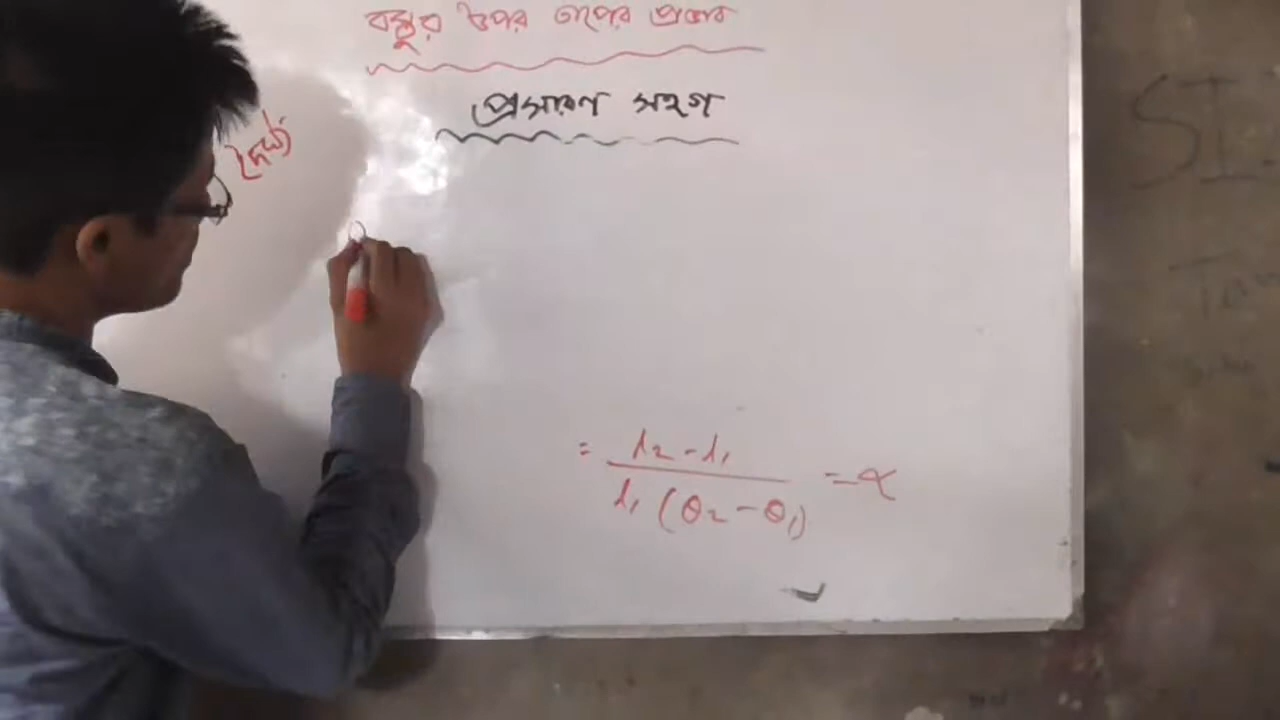 বস্তুর উপর তাপের প্রভাব
প্রসারণ সহগ
দৈর্ঘ্য
= l₂ - l₁ / l₁ (θ₂ - θ₁) = α
SI